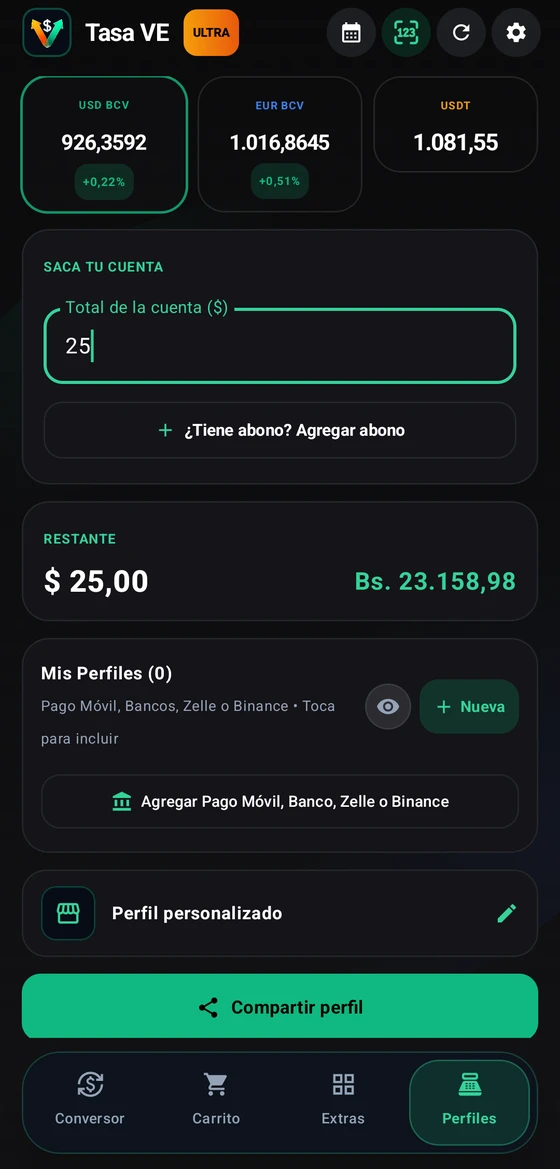 Tasa VE
ULTRA
123
USD BCV
926,3592
+0,22%
EUR BCV
1.016,8645
+0,51%
USDT
1.081,55
SACA TU CUENTA
Total de la cuenta ($)
25
+ ¿Tiene abono? Agregar abono
RESTANTE
$ 25,00
Bs. 23.158,98
Mis Perfiles (0)
Pago Móvil, Bancos, Zelle o Binance • Toca
para incluir
+ Nueva
Agregar Pago Móvil, Banco, Zelle o Binance
Perfil personalizado
Compartir perfil
Conversor
Carrito
Extras
Perfiles